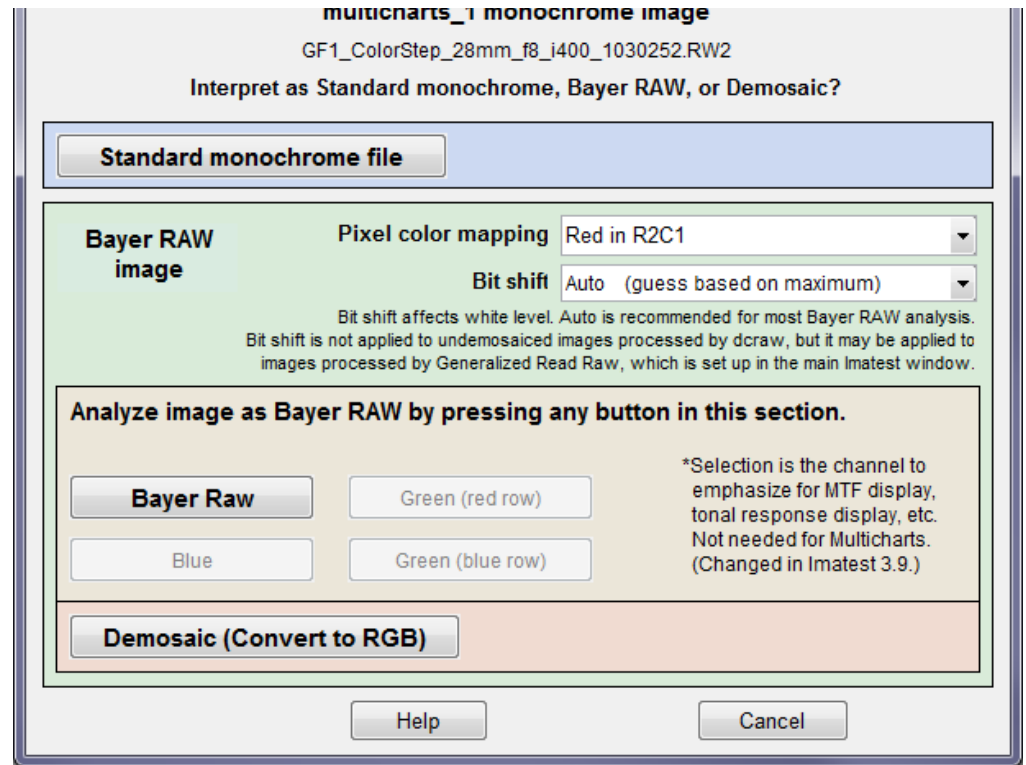 multicharts_1 monochrome image
GF1_ColorStep_28mm_f8_i400_1030252.RW2
Interpret as Standard monochrome, Bayer RAW, or Demosaic?
Standard monochrome file
Bayer RAW
image
Pixel color mapping
Red in R2C1
Bit shift
Auto (guess based on maximum)
Bit shift affects white level. Auto is recommended for most Bayer RAW analysis.
Bit shift is not applied to undemosaiced images processed by dcraw, but it may be applied to
images processed by Generalized Read Raw, which is set up in the main Imatest window.
Analyze image as Bayer RAW by pressing any button in this section.
Bayer Raw
Green (red row)
Blue
Green (blue row)
*Selection is the channel to
emphasize for MTF display,
tonal response display, etc.
Not needed for Multicharts.
(Changed in Imatest 3.9.)
Demosaic (Convert to RGB)
Help
Cancel